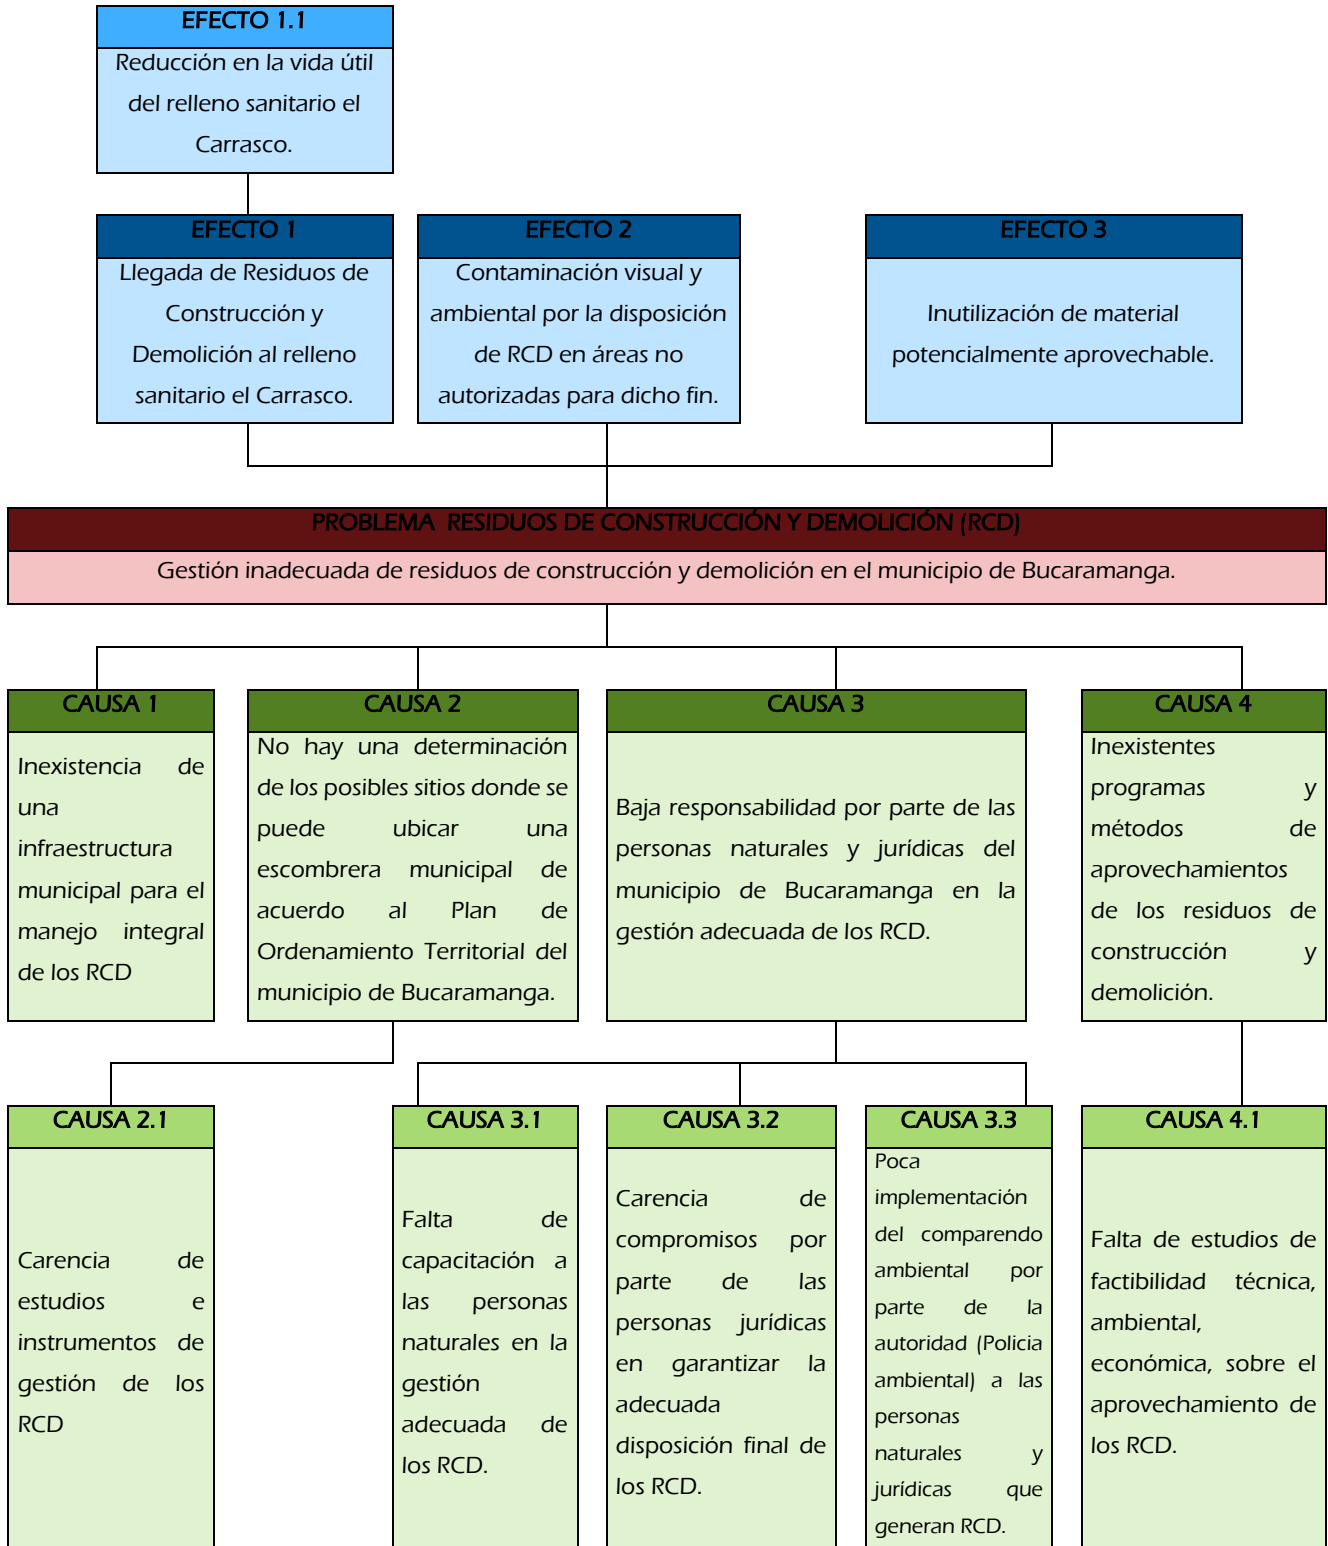 EFECTO 1.1
Reducción en la vida útil
del relleno sanitario el
Carrasco.
EFECTO 1
Llegada de Residuos de
Construcción y
Demolición al relleno
sanitario el Carrasco.
EFECTO 2
Contaminación visual y
ambiental por la disposición
de RCD en áreas no
autorizadas para dicho fin.
EFECTO 3
Inutilización de material
potencialmente aprovechable.
PROBLEMA RESIDUOS DE CONSTRUCCIÓN Y DEMOLICIÓN (RCD)
Gestión inadecuada de residuos de construcción y demolición en el municipio de Bucaramanga.
CAUSA 1
Inexistencia de
una
infraestructura
municipal para el
manejo integral
de los RCD
CAUSA 2
No hay una determinación
de los posibles sitios donde se
puede ubicar una
escombrera municipal de
acuerdo al Plan de
Ordenamiento Territorial del
municipio de Bucaramanga.
CAUSA 3
Baja responsabilidad por parte de las
personas naturales y jurídicas del
municipio de Bucaramanga en la
gestión adecuada de los RCD.
CAUSA 4
Inexistentes
programas y
métodos de
aprovechamientos
de los residuos de
construcción y
demolición.
CAUSA 2.1
Carencia de
estudios e
instrumentos de
gestión de los
RCD
CAUSA 3.1
Falta de
capacitación a
las personas
naturales en la
gestión
adecuada de
los RCD.
CAUSA 3.2
Carencia de
compromisos por
parte de las
personas jurídicas
en garantizar la
adecuada
disposición final de
los RCD.
CAUSA 3.3
Poca
implementación
del comparendo
ambiental por
parte de la
autoridad (Policia
ambiental) a las
personas
naturales y
jurídicas que
generan RCD.
CAUSA 4.1
Falta de estudios de
factibilidad técnica,
ambiental,
económica, sobre el
aprovechamiento de
los RCD.